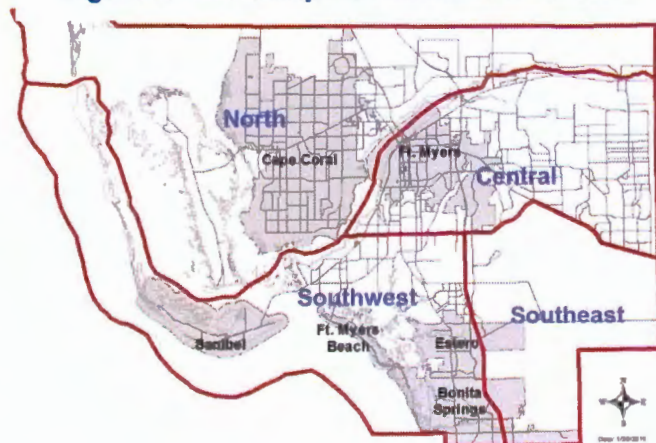 North
Cape Coral
Ft. Myers
Central
Southwest
Southeast
Sanibel
Ft. Myers
Beach
Estero
Bonita
Springs
N
W
E
S